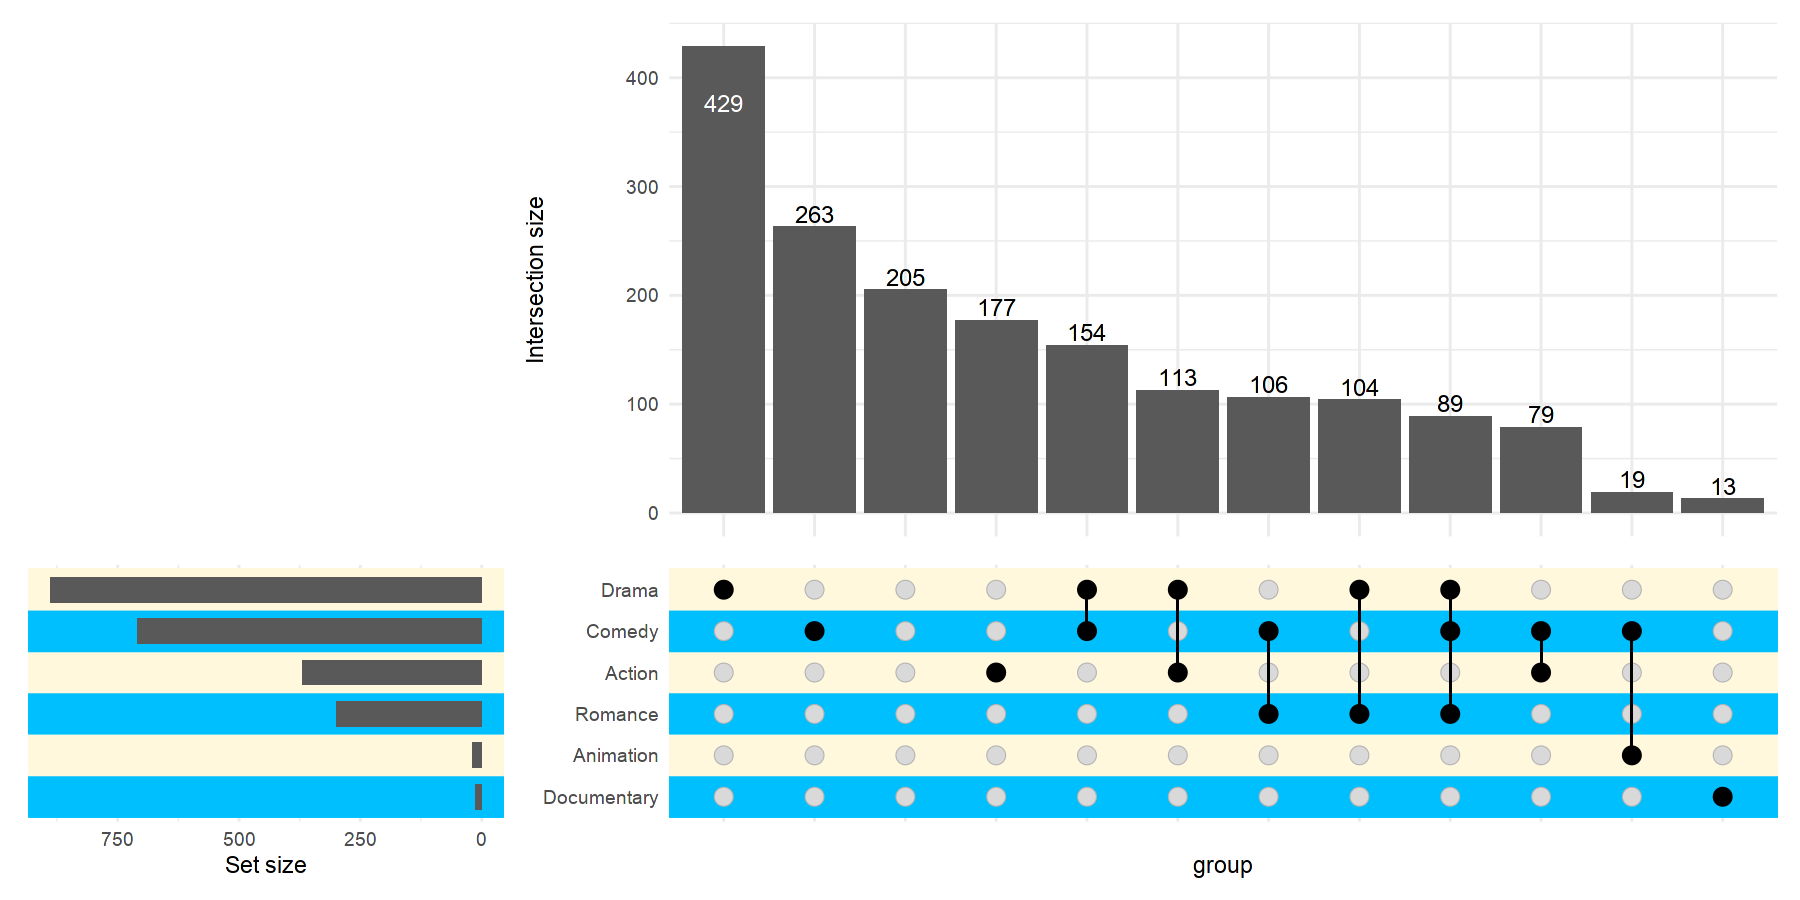 Intersection size
400
300
200
100
0
429
263
205
177
154
113
106
104
89
79
19
13
Drama
Comedy
Action
Romance
Animation
Documentary
750 500 250 0
Set size
group